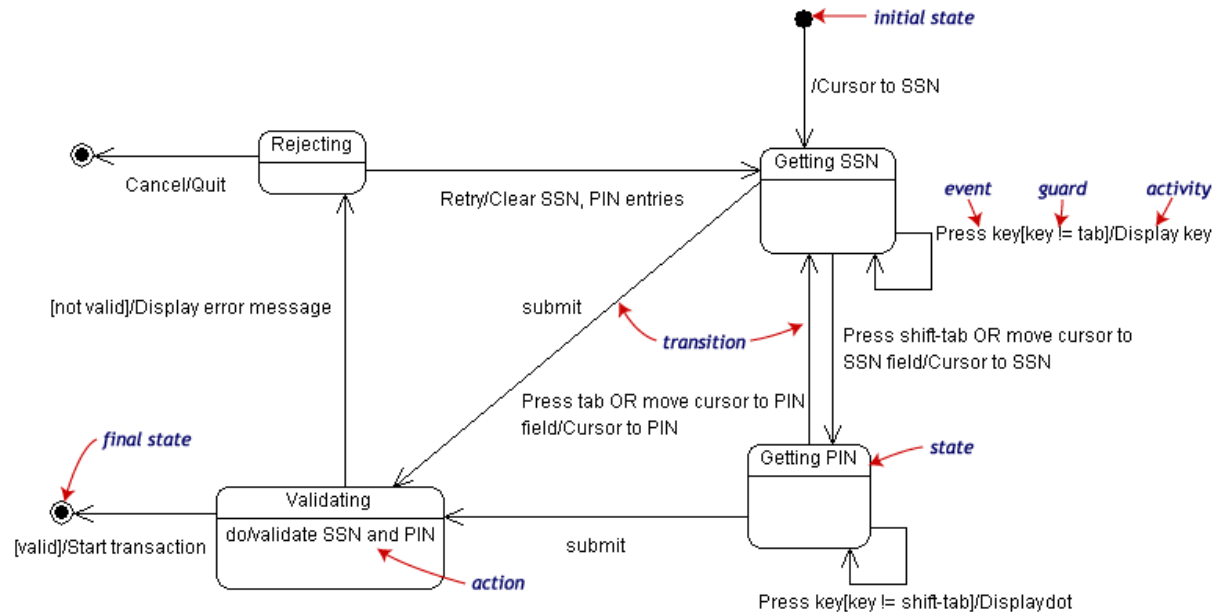 initial state
/Cursor to SSN
Rejecting
Getting SSN
Cancel/Quit
Retry/Clear SSN, PIN entries
event
guard
activity
Press key[key != tab]/Display key
[not valid]/Display error message
submit
transition
Press shift-tab OR move cursor to
SSN field/Cursor to SSN
Press tab OR move cursor to PIN
field/Cursor to PIN
final state
Getting PIN
state
Validating
do/validate SSN and PIN
[valid]/Start transaction
submit
action
Press key[key != shift-tab]/Displaydot